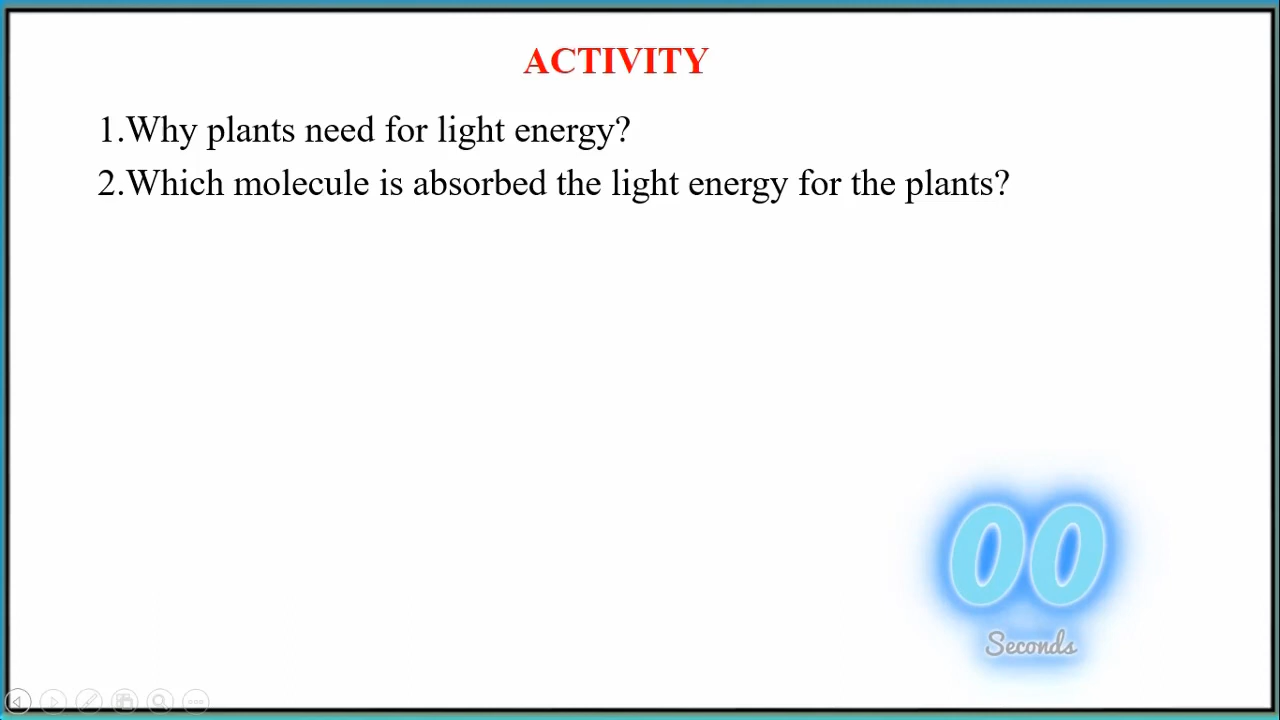 ACTIVITY
1.Why plants need for light energy?
2.Which molecule is absorbed the light energy for the plants?
00
Seconds